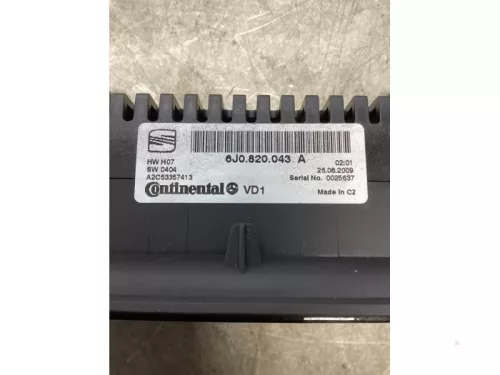 6J0.820.043 A
HW H07 02:01
SW 0404 25.08.2009
A2C53357413 Serial No. 0025637
Continental VD1 Made in CZ